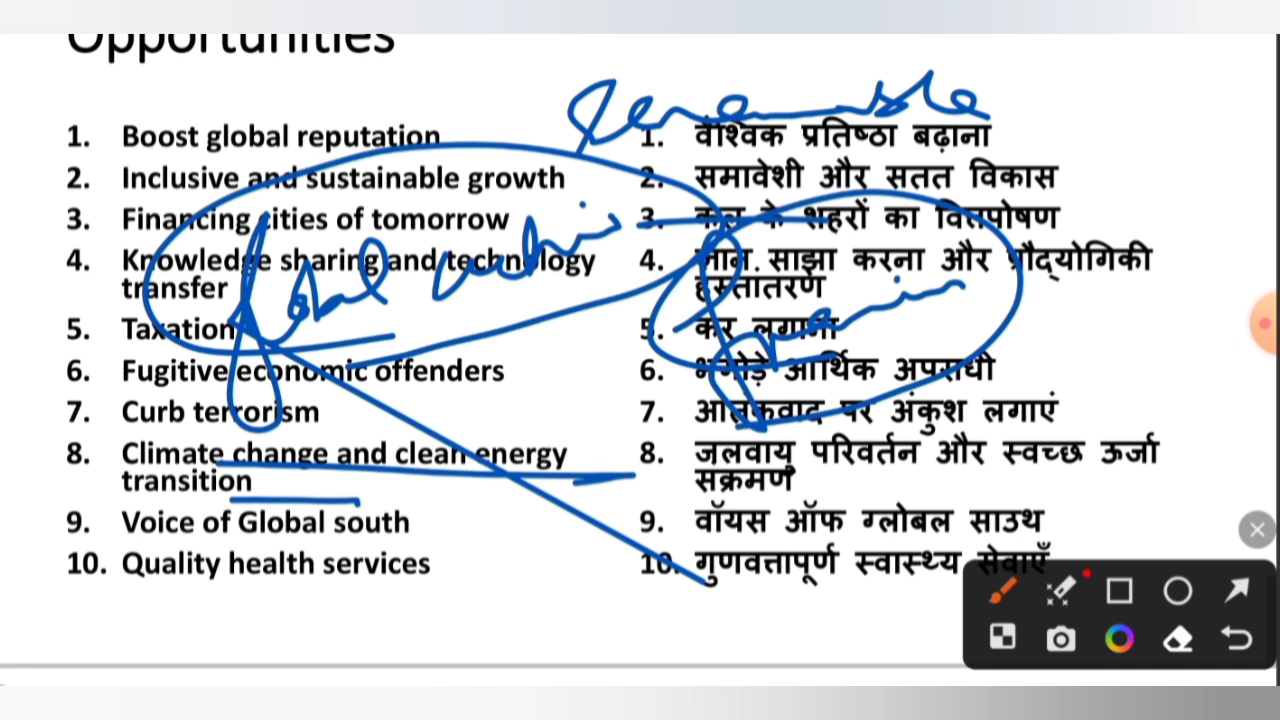 Opportunities
1. Boost global reputation
2. Inclusive and sustainable growth
3. Financing cities of tomorrow
4. Knowledge sharing and technology
transfer
5. Taxation
6. Fugitive economic offenders
7. Curb terrorism
8. Climate change and clean energy
transition
9. Voice of Global south
10. Quality health services
1. वैश्विक प्रतिष्ठा बढ़ाना
2. समावेशी और सतत विकास
3. कल के शहरों का वित्तपोषण
4. ज्ञान साझा करना और प्रौद्योगिकी
हस्तांतरण
5. कर लगाना
6. भगोड़े आर्थिक अपराधी
7. आतंकवाद पर अंकुश लगाएं
8. जलवायु परिवर्तन और स्वच्छ ऊर्जा
संक्रमण
9. वॉयस ऑफ ग्लोबल साउथ
10. गुणवत्तापूर्ण स्वास्थ्य सेवाएँ
Global